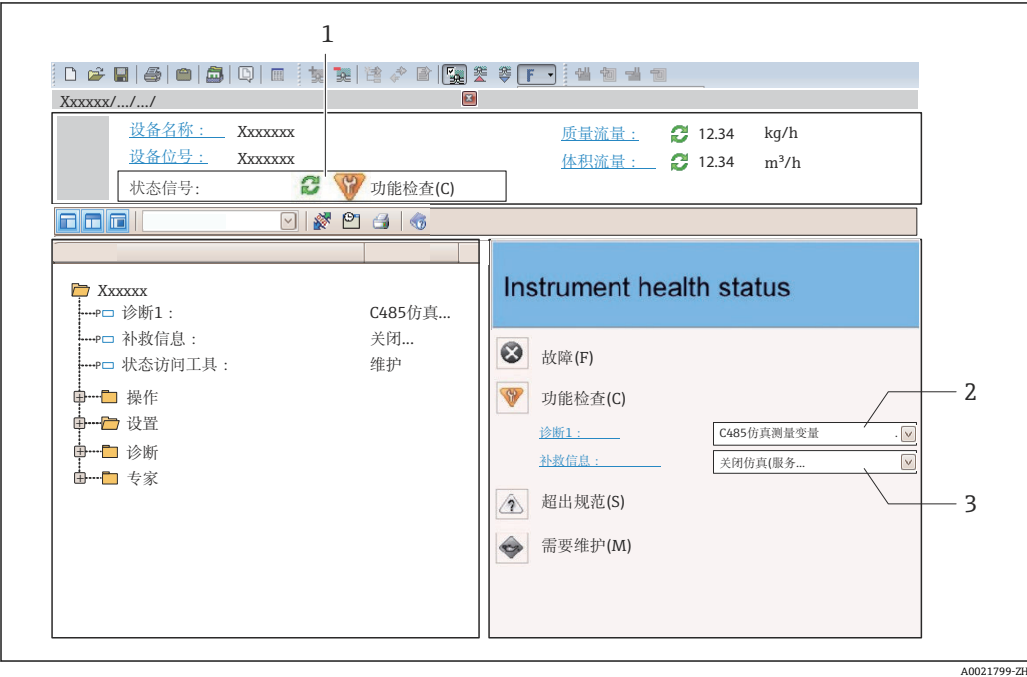 1
F
Xxxxxx/.../.../
设备名称： Xxxxxxx 质量流量： 12.34 kg/h
设备位号： Xxxxxxx 体积流量： 12.34 m³/h
状态信号: 功能检查(C)
Xxxxxx
诊断1： C485仿真...
补救信息： 关闭...
状态访问工具： 维护
操作
设置
诊断
专家
Instrument health status
故障(F)
功能检查(C) 2
诊断1： C485仿真测量变量 .
补救信息： 关闭仿真(服务...
超出规范(S) 3
需要维护(M)
A0021799-ZH